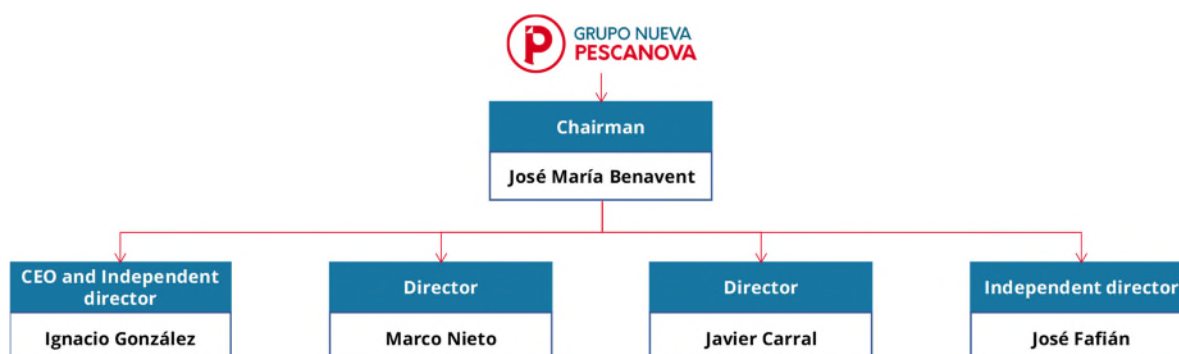 GRUPO NUEVA
PESCANOVA
Chairman
José María Benavent
CEO and Independent
director
Ignacio González
Director
Marco Nieto
Director
Javier Carral
Independent director
José Fafián